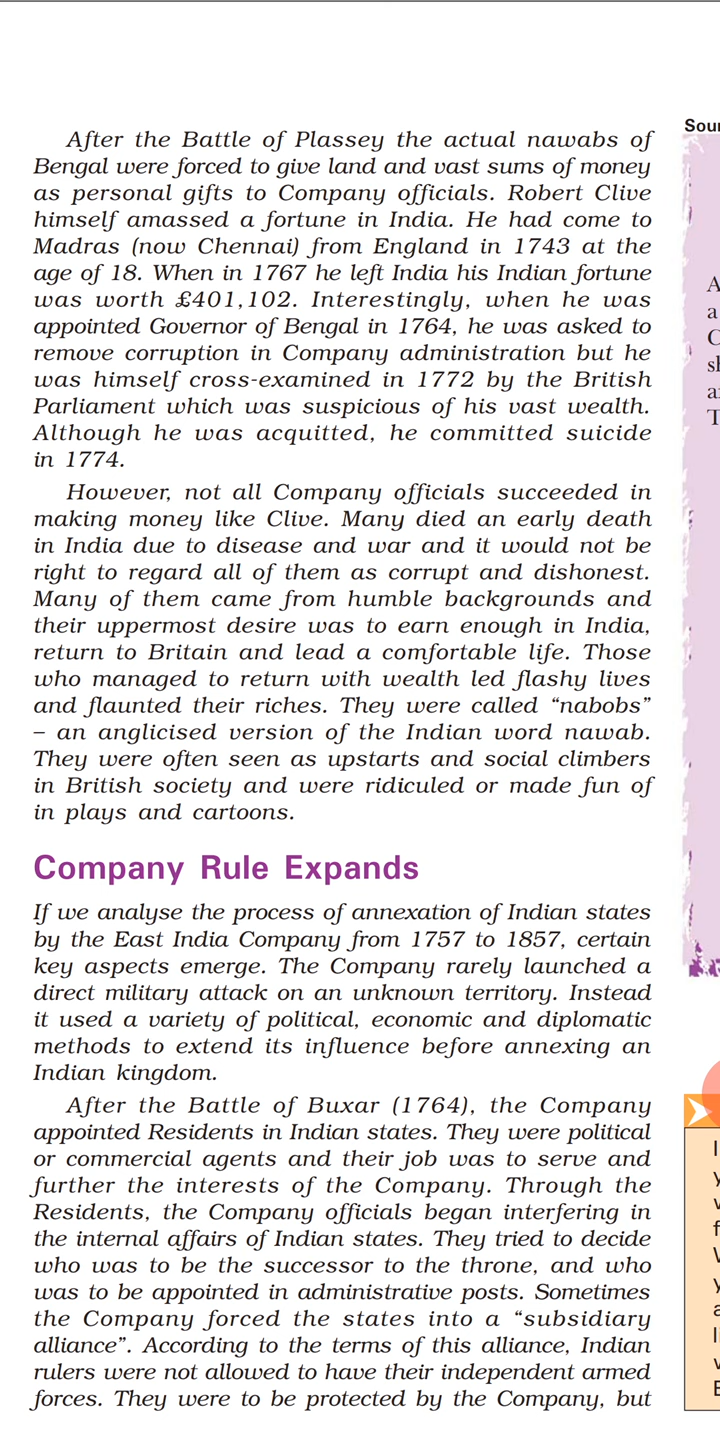 After the Battle of Plassey the actual nawabs of
Bengal were forced to give land and vast sums of money
as personal gifts to Company officials. Robert Clive
himself amassed a fortune in India. He had come to
Madras (now Chennai) from England in 1743 at the
age of 18. When in 1767 he left India his Indian fortune
was worth £401,102. Interestingly, when he was
appointed Governor of Bengal in 1764, he was asked to
remove corruption in Company administration but he
was himself cross-examined in 1772 by the British
Parliament which was suspicious of his vast wealth.
Although he was acquitted, he committed suicide
in 1774.
However, not all Company officials succeeded in
making money like Clive. Many died an early death
in India due to disease and war and it would not be
right to regard all of them as corrupt and dishonest.
Many of them came from humble backgrounds and
their uppermost desire was to earn enough in India,
return to Britain and lead a comfortable life. Those
who managed to return with wealth led flashy lives
and flaunted their riches. They were called “nabobs”
– an anglicised version of the Indian word nawab.
They were often seen as upstarts and social climbers
in British society and were ridiculed or made fun of
in plays and cartoons.
Company Rule Expands
If we analyse the process of annexation of Indian states
by the East India Company from 1757 to 1857, certain
key aspects emerge. The Company rarely launched a
direct military attack on an unknown territory. Instead
it used a variety of political, economic and diplomatic
methods to extend its influence before annexing an
Indian kingdom.
After the Battle of Buxar (1764), the Company
appointed Residents in Indian states. They were political
or commercial agents and their job was to serve and
further the interests of the Company. Through the
Residents, the Company officials began interfering in
the internal affairs of Indian states. They tried to decide
who was to be the successor to the throne, and who
was to be appointed in administrative posts. Sometimes
the Company forced the states into a “subsidiary
alliance”. According to the terms of this alliance, Indian
rulers were not allowed to have their independent armed
forces. They were to be protected by the Company, but